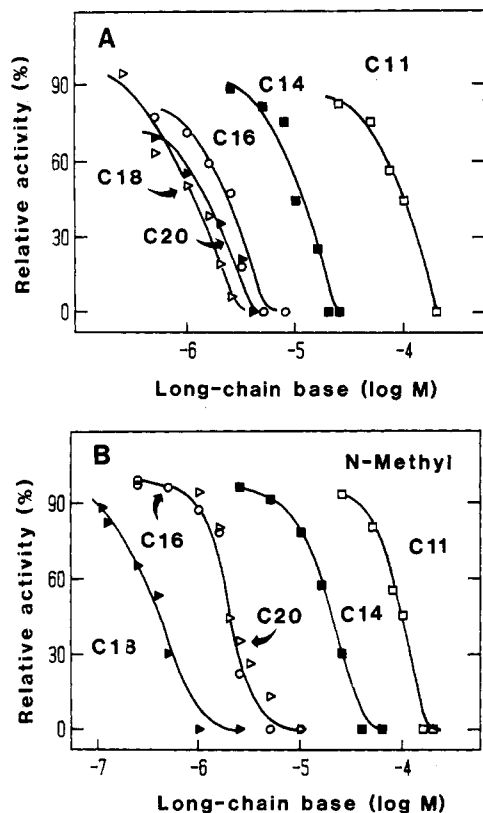 A
Relative activity (%)
90
60
30
0
C11
C14
C16
C18
C20
-6
-5
-4
Long-chain base (log M)
B
N-Methyl
Relative activity (%)
90
60
30
0
C16
C11
C20
C14
C18
-7
-6
-5
-4
Long-chain base (log M)